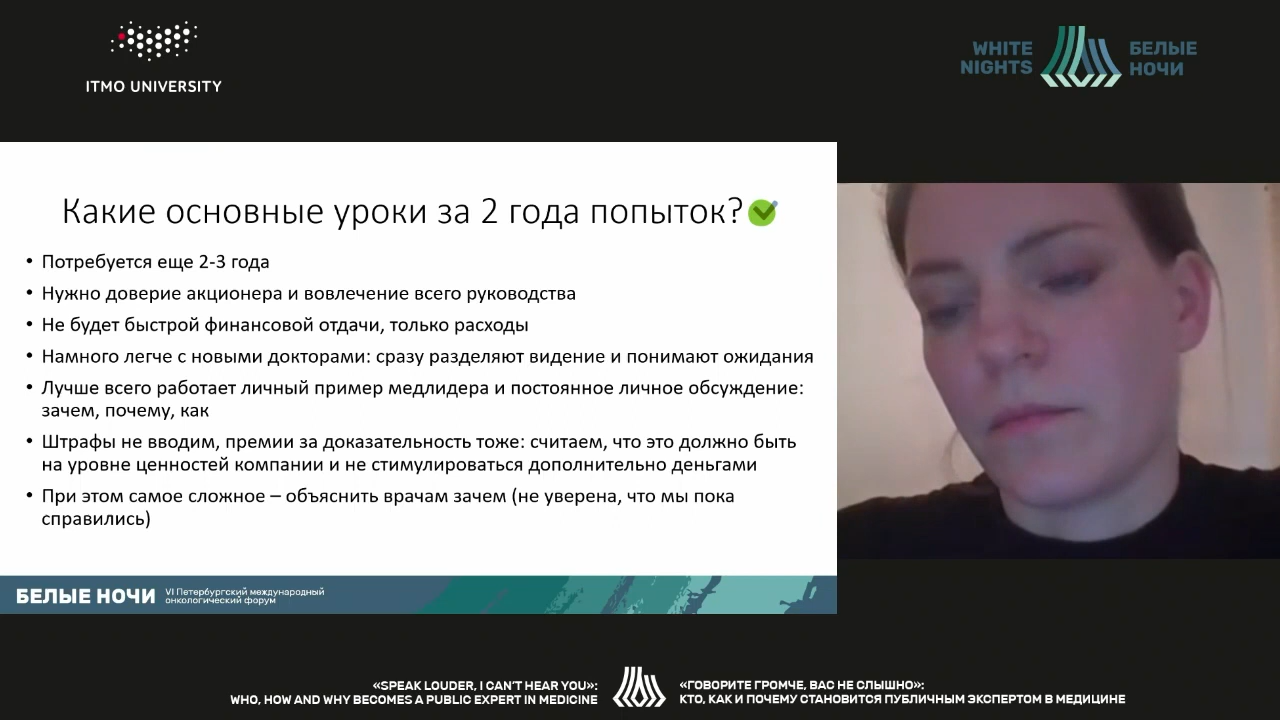 ITMO UNIVERSITY
WHITE
NIGHTS
БЕЛЫЕ
НОЧИ
Какие основные уроки за 2 года попыток?
• Потребуется еще 2-3 года
• Нужно доверие акционера и вовлечение всего руководства
• Не будет быстрой финансовой отдачи, только расходы
• Намного легче с новыми докторами: сразу разделяют видение и понимают ожидания
• Лучше всего работает личный пример медлидера и постоянное личное обсуждение:
зачем, почему, как
• Штрафы не вводим, премии за доказательность тоже: считаем, что это должно быть
на уровне ценностей компании и не стимулироваться дополнительно деньгами
• При этом самое сложное – объяснить врачам зачем (не уверена, что мы пока
справились)
БЕЛЫЕ НОЧИ
VI Петербургский международный
онкологический форум
«SPEAK LOUDER, I CAN'T HEAR YOU»:
WHO, HOW AND WHY BECOMES A PUBLIC EXPERT IN MEDICINE
«ГОВОРИТЕ ГРОМЧЕ, ВАС НЕ СЛЫШНО»:
КТО, КАК И ПОЧЕМУ СТАНОВИТСЯ ПУБЛИЧНЫМ ЭКСПЕРТОМ В МЕДИЦИНЕ